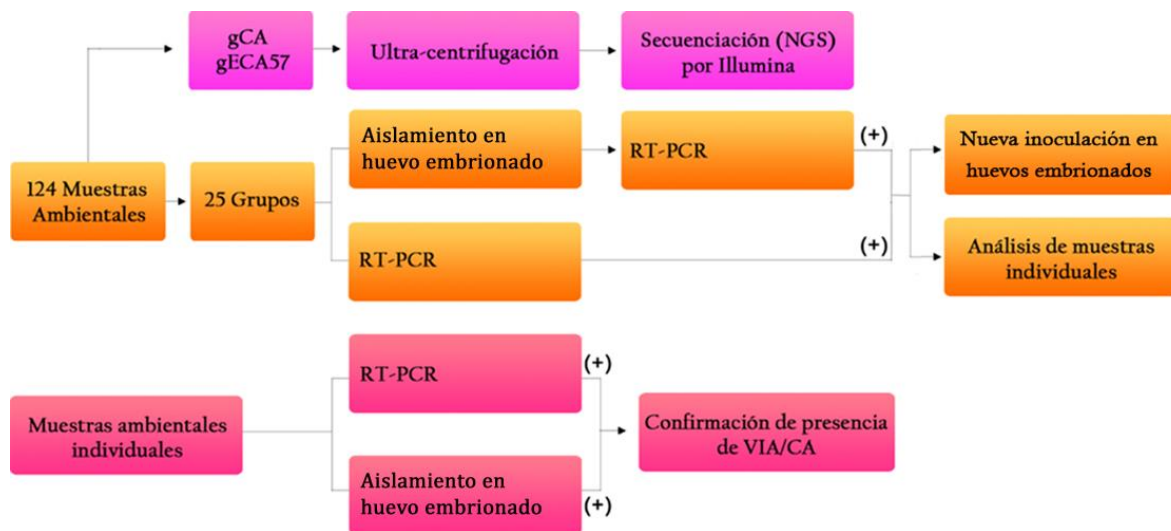 gCA
gECA57
Ultra-centrifugación
Secuenciación (NGS)
por Illumina
124 Muestras
Ambientales
25 Grupos
Aislamiento en
huevo embrionado
RT-PCR
(+)
RT-PCR
(+)
Nueva inoculación en
huevos embrionados
Análisis de muestras
individuales
Muestras ambientales
individuales
RT-PCR
(+)
Aislamiento en
huevo embrionado
(+)
Confirmación de presencia
de VIA/CA